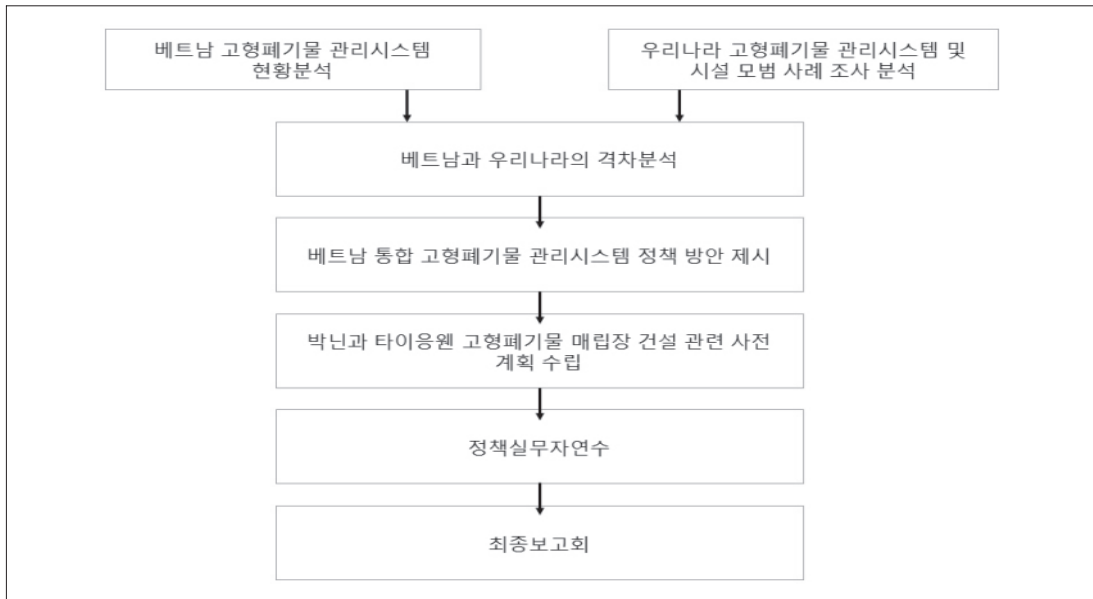 베트남 고형폐기물 관리시스템
현황분석
우리나라 고형폐기물 관리시스템 및
시설 모범 사례 조사 분석
베트남과 우리나라의 격차분석
베트남 통합 고형폐기물 관리시스템 정책 방안 제시
박닌과 타이응웬 고형폐기물 매립장 건설 관련 사전
계획 수립
정책실무자연수
최종보고회